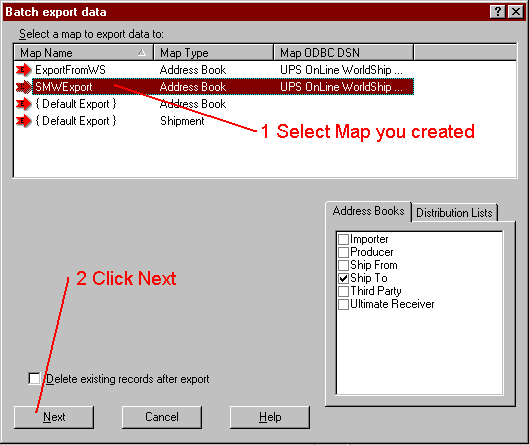 Batch export data
Select a map to export data to:
Map Name Map Type Map ODBC DSN
ExportFromWS Address Book UPS OnLine WorldShip ...
SMWExport Address Book UPS OnLine WorldShip ...
{ Default Export } Address Book
{ Default Export } Shipment
1 Select Map you created
Address Books Distribution Lists
Importer
Producer
Ship From
Ship To
Third Party
Ultimate Receiver
2 Click Next
Delete existing records after export
Next Cancel Help